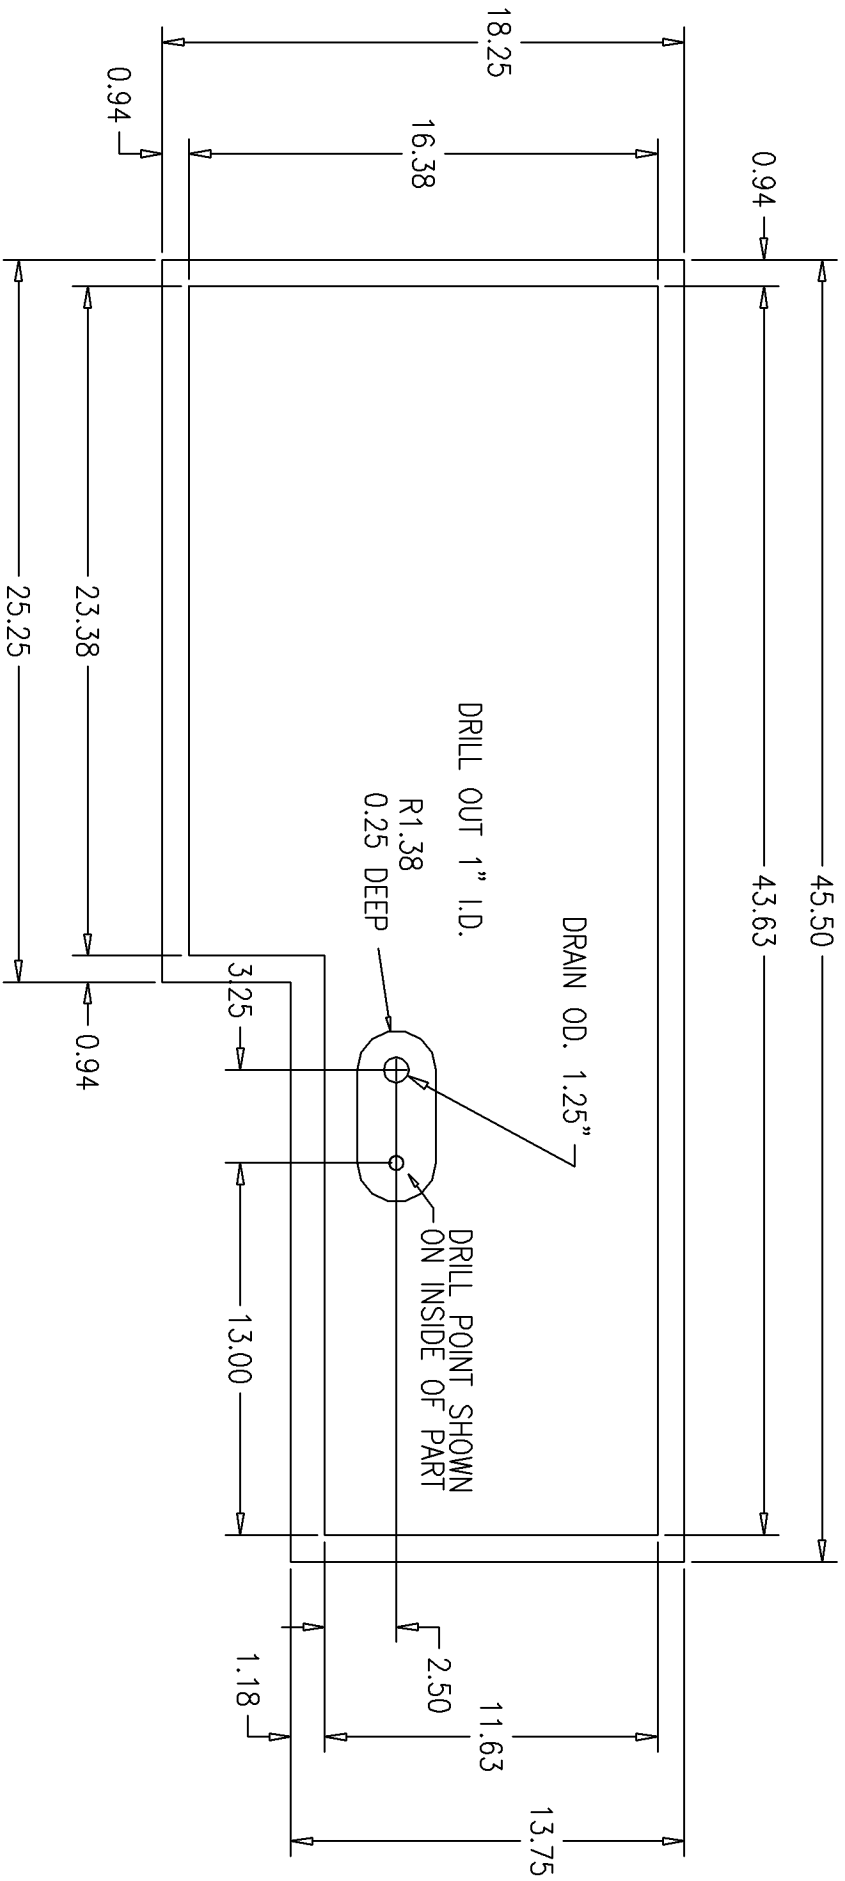 45.50
43.63
0.94
18.25
16.38
0.94
DRAIN OD. 1.25"
DRILL OUT 1" I.D.
R1.38
0.25 DEEP
DRILL POINT SHOWN
ON INSIDE OF PART
2.50
11.63
13.75
1.18
3.25
13.00
0.94
23.38
25.25